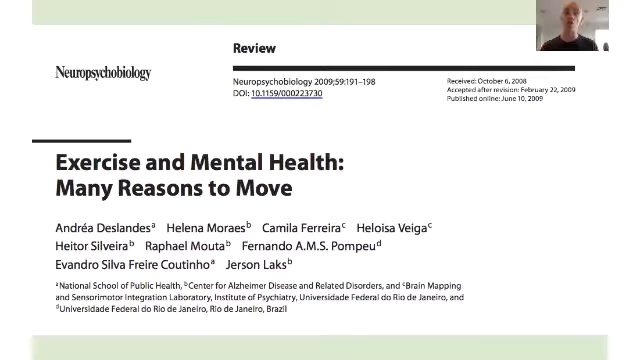 Review
Neuropsychobiology
Neuropsychobiology 2009;59:191–198
DOI: 10.1159/000223730
Received: October 6, 2008
Accepted after revision: February 22, 2009
Published online: June 10, 2009
Exercise and Mental Health:
Many Reasons to Move
Andréa Deslandes a Helena Moraes b Camila Ferreira c Heloisa Veiga c
Heitor Silveira b Raphael Mouta b Fernando A.M.S. Pompeu d
Evandro Silva Freire Coutinho a Jerson Laks b
a National School of Public Health, b Center for Alzheimer Disease and Related Disorders, and c Brain Mapping
and Sensorimotor Integration Laboratory, Institute of Psychiatry, Universidade Federal do Rio de Janeiro, and
d Universidade Federal do Rio de Janeiro, Rio de Janeiro, Brazil